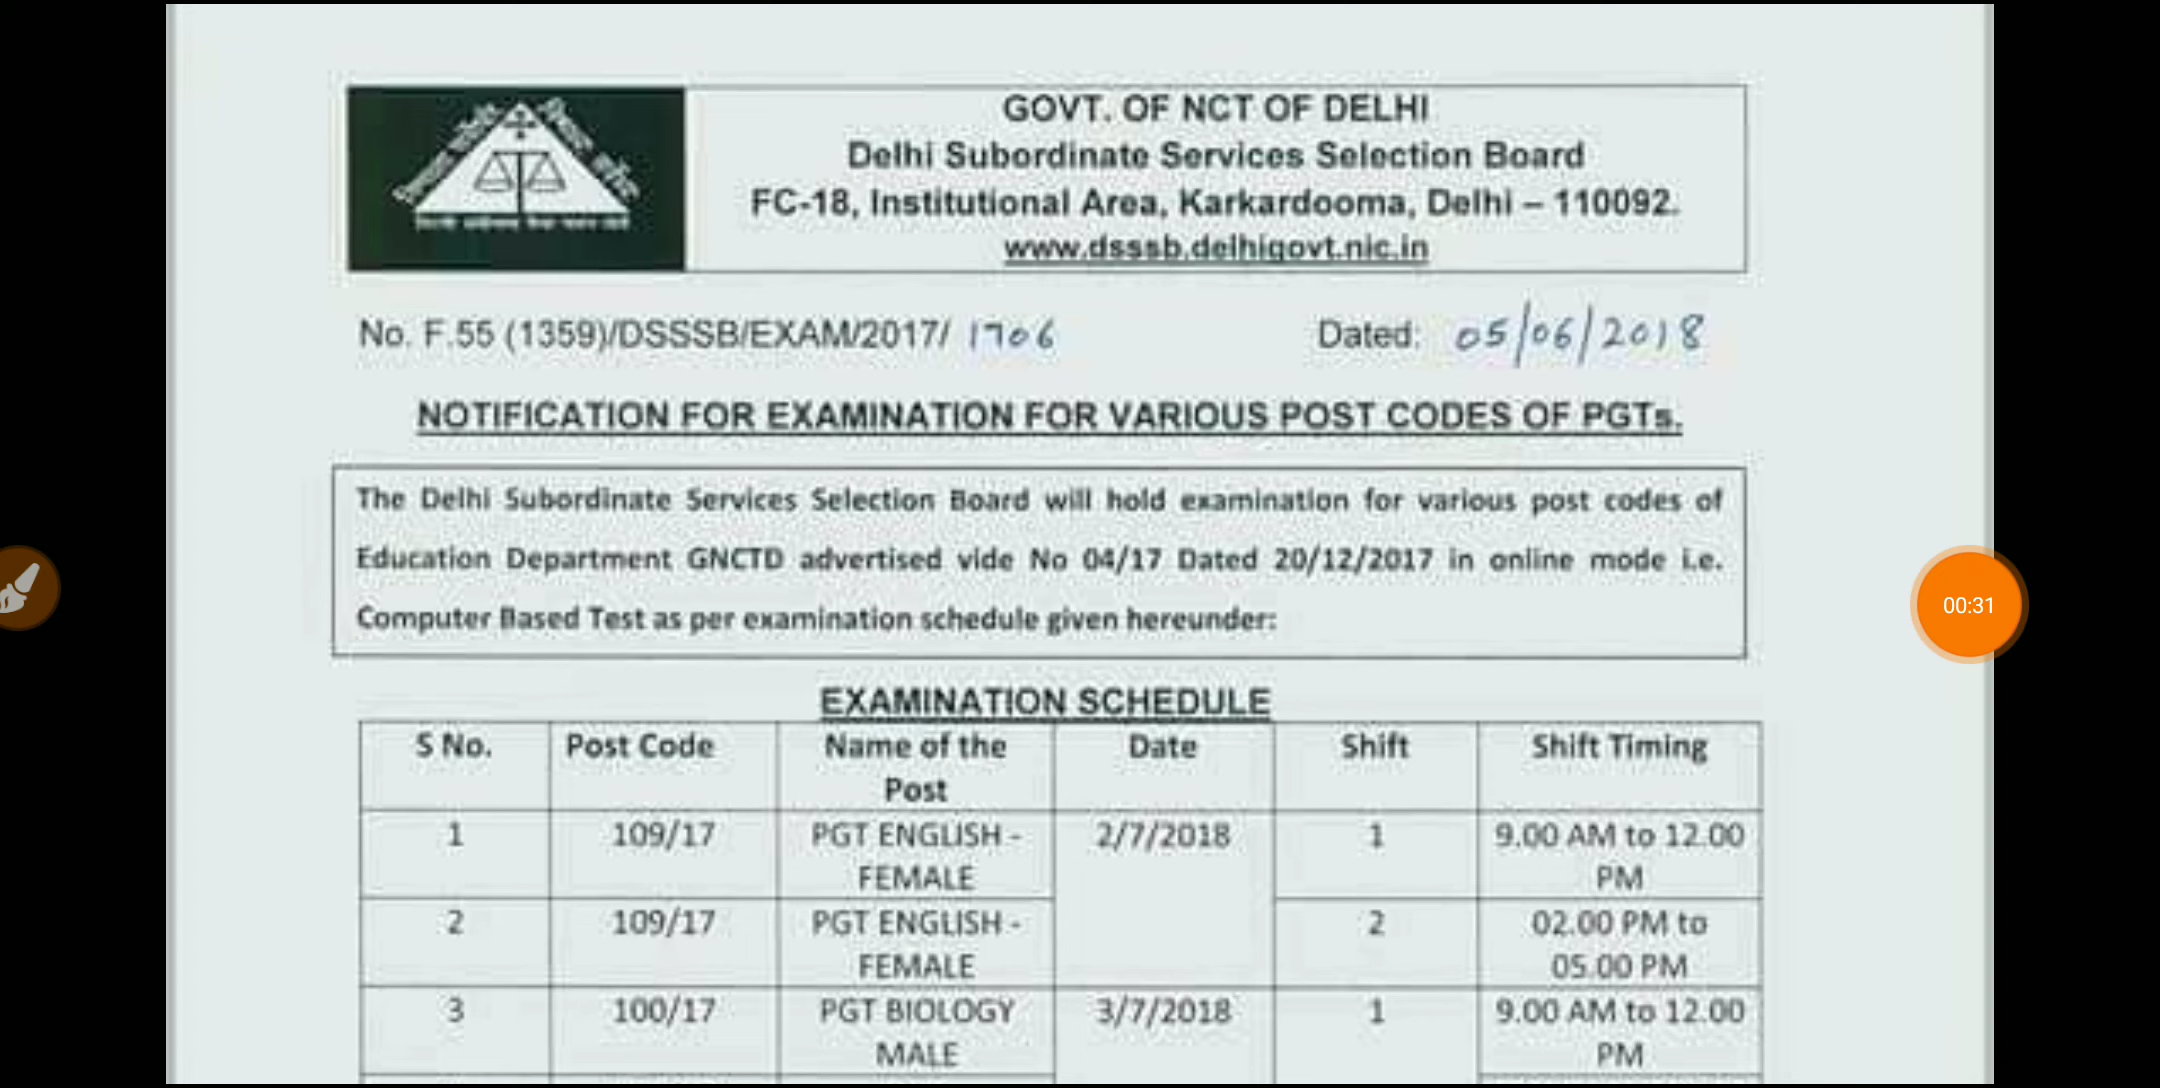 GOVT. OF NCT OF DELHI
Delhi Subordinate Services Selection Board
FC-18, Institutional Area, Karkardooma, Delhi – 110092.
www.dsssb.delhigovt.nic.in
No. F.55 (1359)/DSSSB/EXAM/2017/ 1706 Dated: 05/06/2018
NOTIFICATION FOR EXAMINATION FOR VARIOUS POST CODES OF PGTs.
The Delhi Subordinate Services Selection Board will hold examination for various post codes of
Education Department GNCTD advertised vide No 04/17 Dated 20/12/2017 in online mode i.e.
Computer Based Test as per examination schedule given hereunder:
00:31
EXAMINATION SCHEDULE
S No. Post Code Name of the Date Shift Shift Timing
Post
1 109/17 PGT ENGLISH - 2/7/2018 1 9.00 AM to 12.00
FEMALE PM
2 109/17 PGT ENGLISH - 2 02.00 PM to
FEMALE 05.00 PM
3 100/17 PGT BIOLOGY 3/7/2018 1 9.00 AM to 12.00
MALE PM